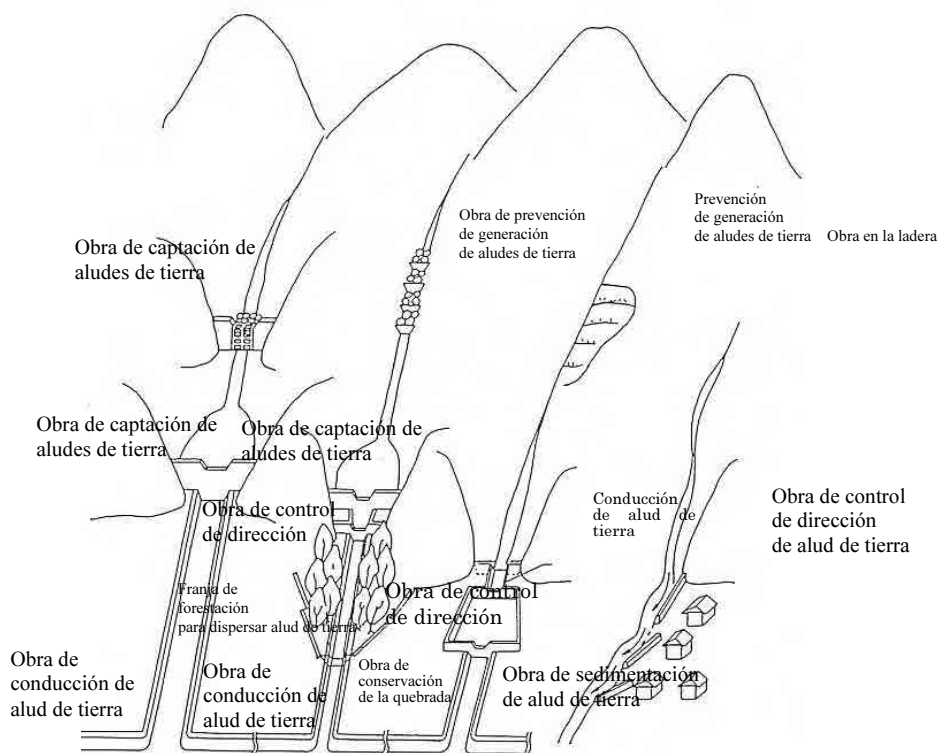 Obra de prevención
de generación
de aludes de tierra
Prevención
de generación
de aludes de tierra    Obra en la ladera
Obra de captación de
aludes de tierra
Obra de captación de
aludes de tierra
Obra de captación de
aludes de tierra
Obra de control
de dirección
Conducción
de alud de
tierra
Obra de control
de dirección
de alud de tierra
Franja de
forestación
para dispersar alud de tierra
Obra de control
de dirección
Obra de
conducción de
alud de tierra
Obra de
conducción de
alud de tierra
Obra de
conservación
de la quebrada
Obra de sedimentación
de alud de tierra